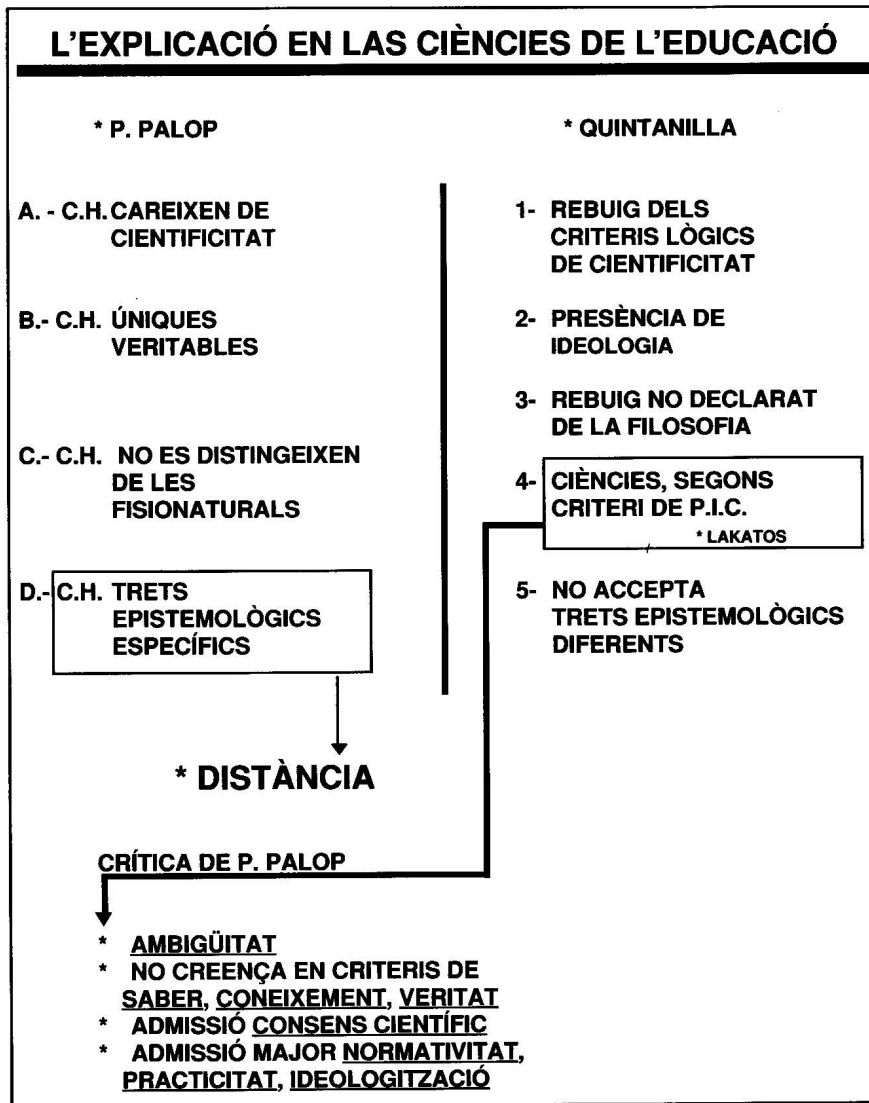 L'EXPLICACIÓ EN LAS CIÈNCIES DE L'EDUCACIÓ
* P. PALOP
A. - C.H. CAREIXEN DE
CIENTIFICITAT
B.- C.H. ÚNIQUES
VERITABLES
C.- C.H. NO ES DISTINGEIXEN
DE LES
FISIONATURALS
D.- C.H. TRETS
EPISTEMOLÒGICS
ESPECÍFICS
* DISTÀNCIA
* QUINTANILLA
1- REBUIG DELS
CRITERIS LÒGICS
DE CIENTIFICITAT
2- PRESÈNCIA DE
IDEOLOGIA
3- REBUIG NO DECLARAT
DE LA FILOSOFIA
4- CIÈNCIES, SEGONS
CRITERI DE P.I.C.
* LAKATOS
5- NO ACCEPTA
TRETS EPISTEMOLÒGICS
DIFERENTS
CRÍTICA DE P. PALOP
* AMBIGÜITAT
* NO CREENÇA EN CRITERIS DE
SABER, CONEIXEMENT, VERITAT
* ADMISSIÓ CONSENS CIENTÍFIC
* ADMISSIÓ MAJOR NORMATIVITAT,
PRACTICITAT, IDEOLOGITZACIÓ